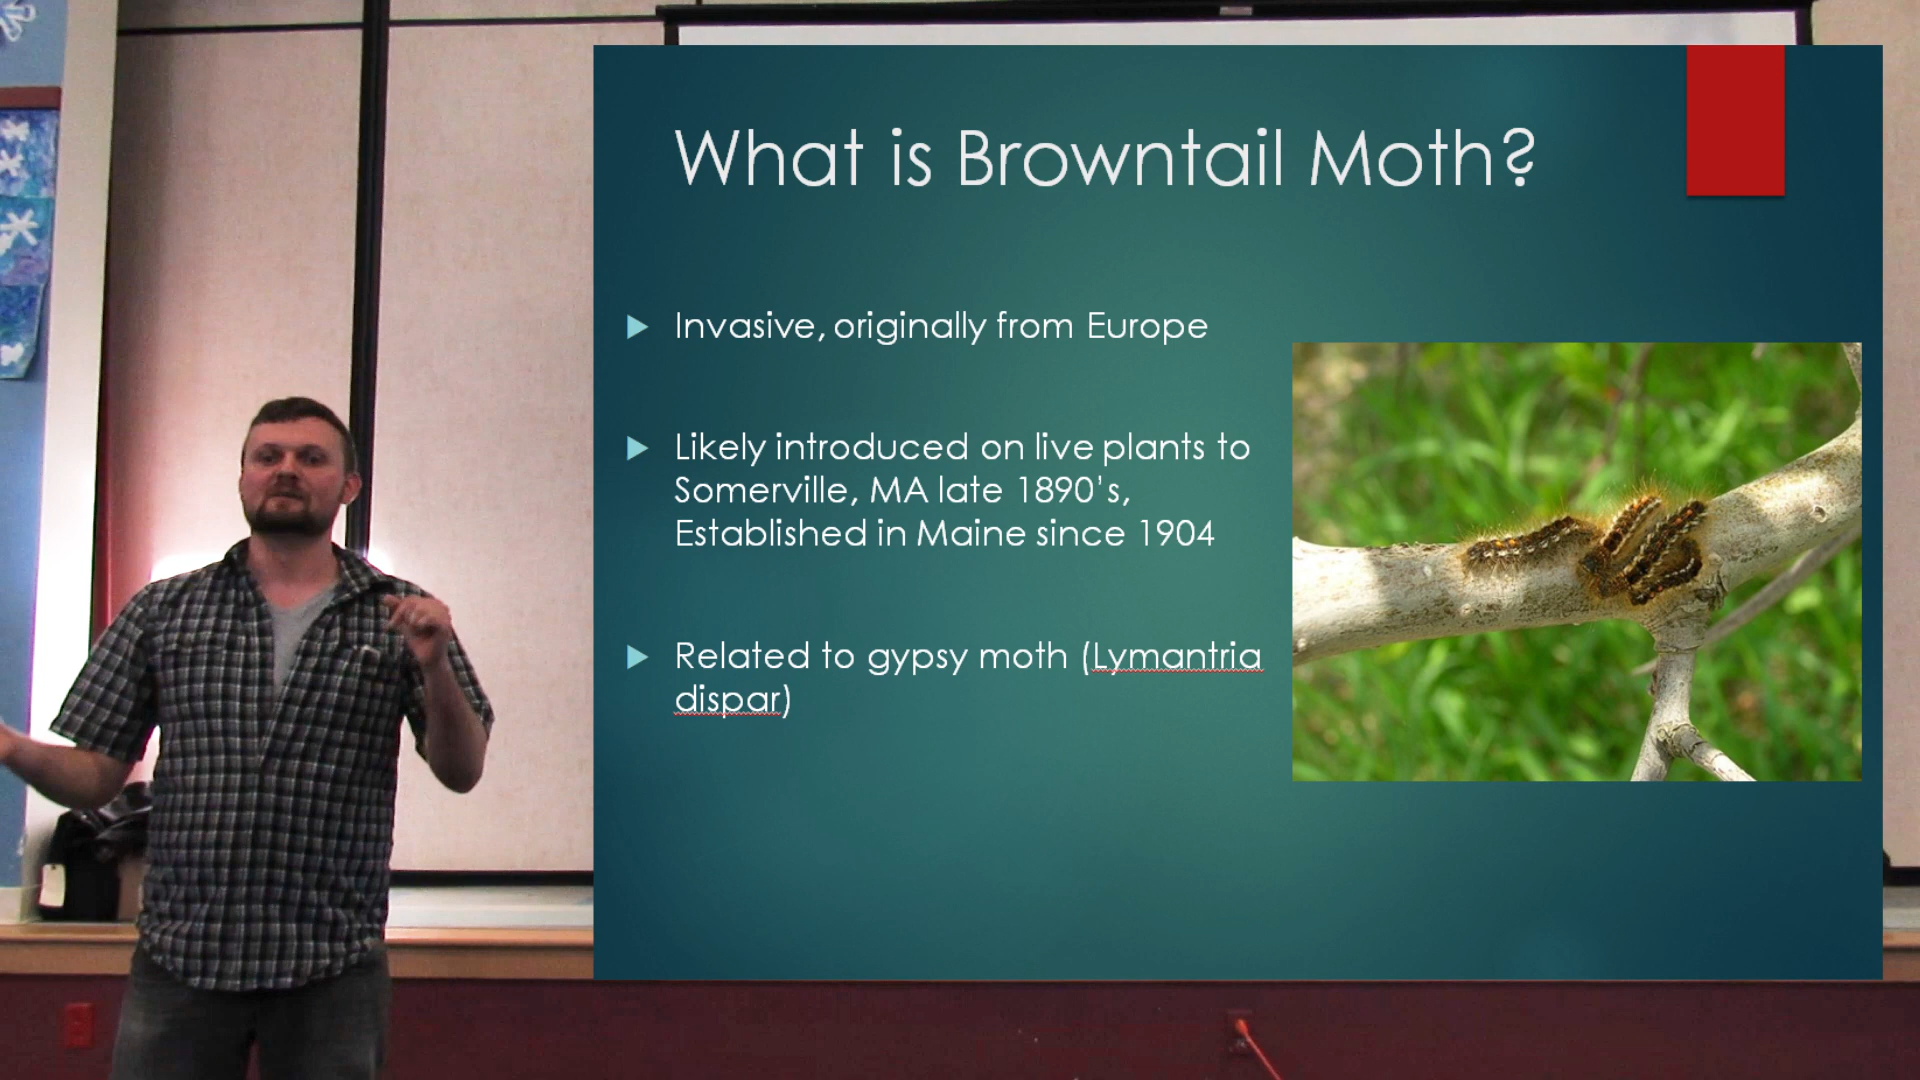 What is Browntail Moth?
Invasive, originally from Europe
Likely introduced on live plants to
Somerville, MA late 1890's,
Established in Maine since 1904
Related to gypsy moth (Lymantria
dispar)